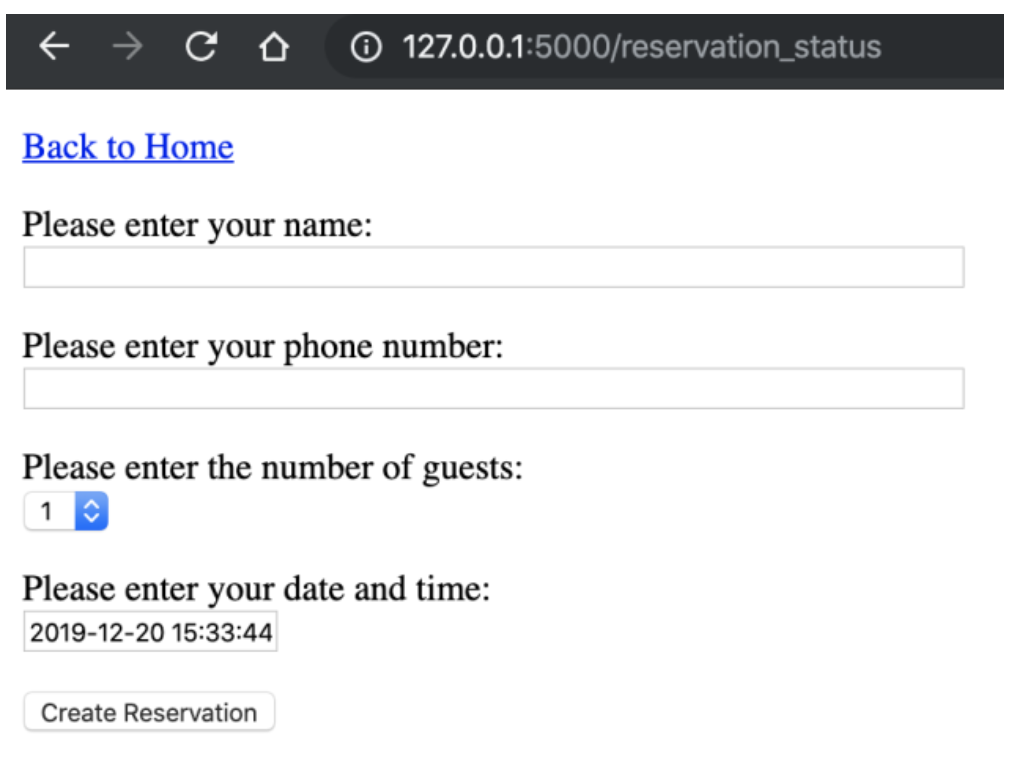 127.0.0.1:5000/reservation_status
Back to Home
Please enter your name:
Please enter your phone number:
Please enter the number of guests:
1
Please enter your date and time:
2019-12-20 15:33:44
Create Reservation